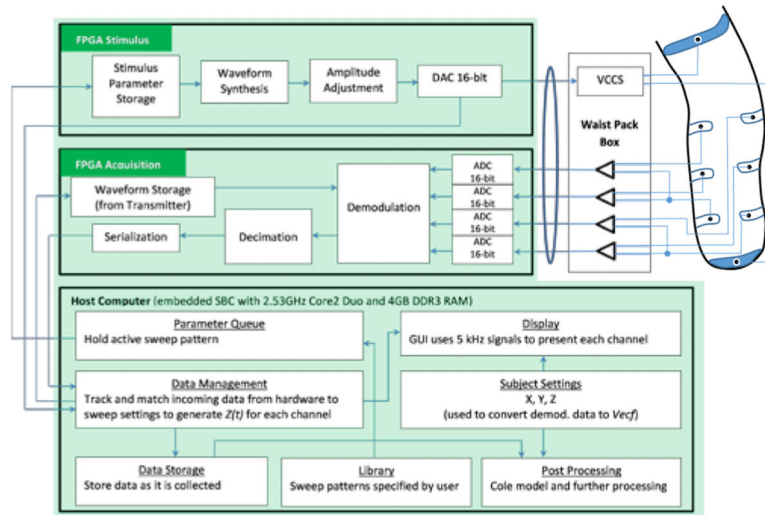 FPGA Stimulus
Stimulus
Parameter
Storage
Waveform
Synthesis
Amplitude
Adjustment
DAC 16-bit
VCCS
Waist Pack
Box
FPGA Acquisition
Waveform Storage
(from Transmitter)
Serialization
Decimation
Demodulation
ADC
16-bit
ADC
16-bit
ADC
16-bit
ADC
16-bit
Host Computer (embedded SBC with 2.53GHz Core2 Duo and 4GB DDR3 RAM)
Parameter Queue
Hold active sweep pattern
Display
GUI uses 5 kHz signals to present each channel
Data Management
Track and match incoming data from hardware to
sweep settings to generate Z(t) for each channel
Subject Settings
X, Y, Z
(used to convert demod. data to Vecf)
Data Storage
Store data as it is collected
Library
Sweep patterns specified by user
Post Processing
Cole model and further processing